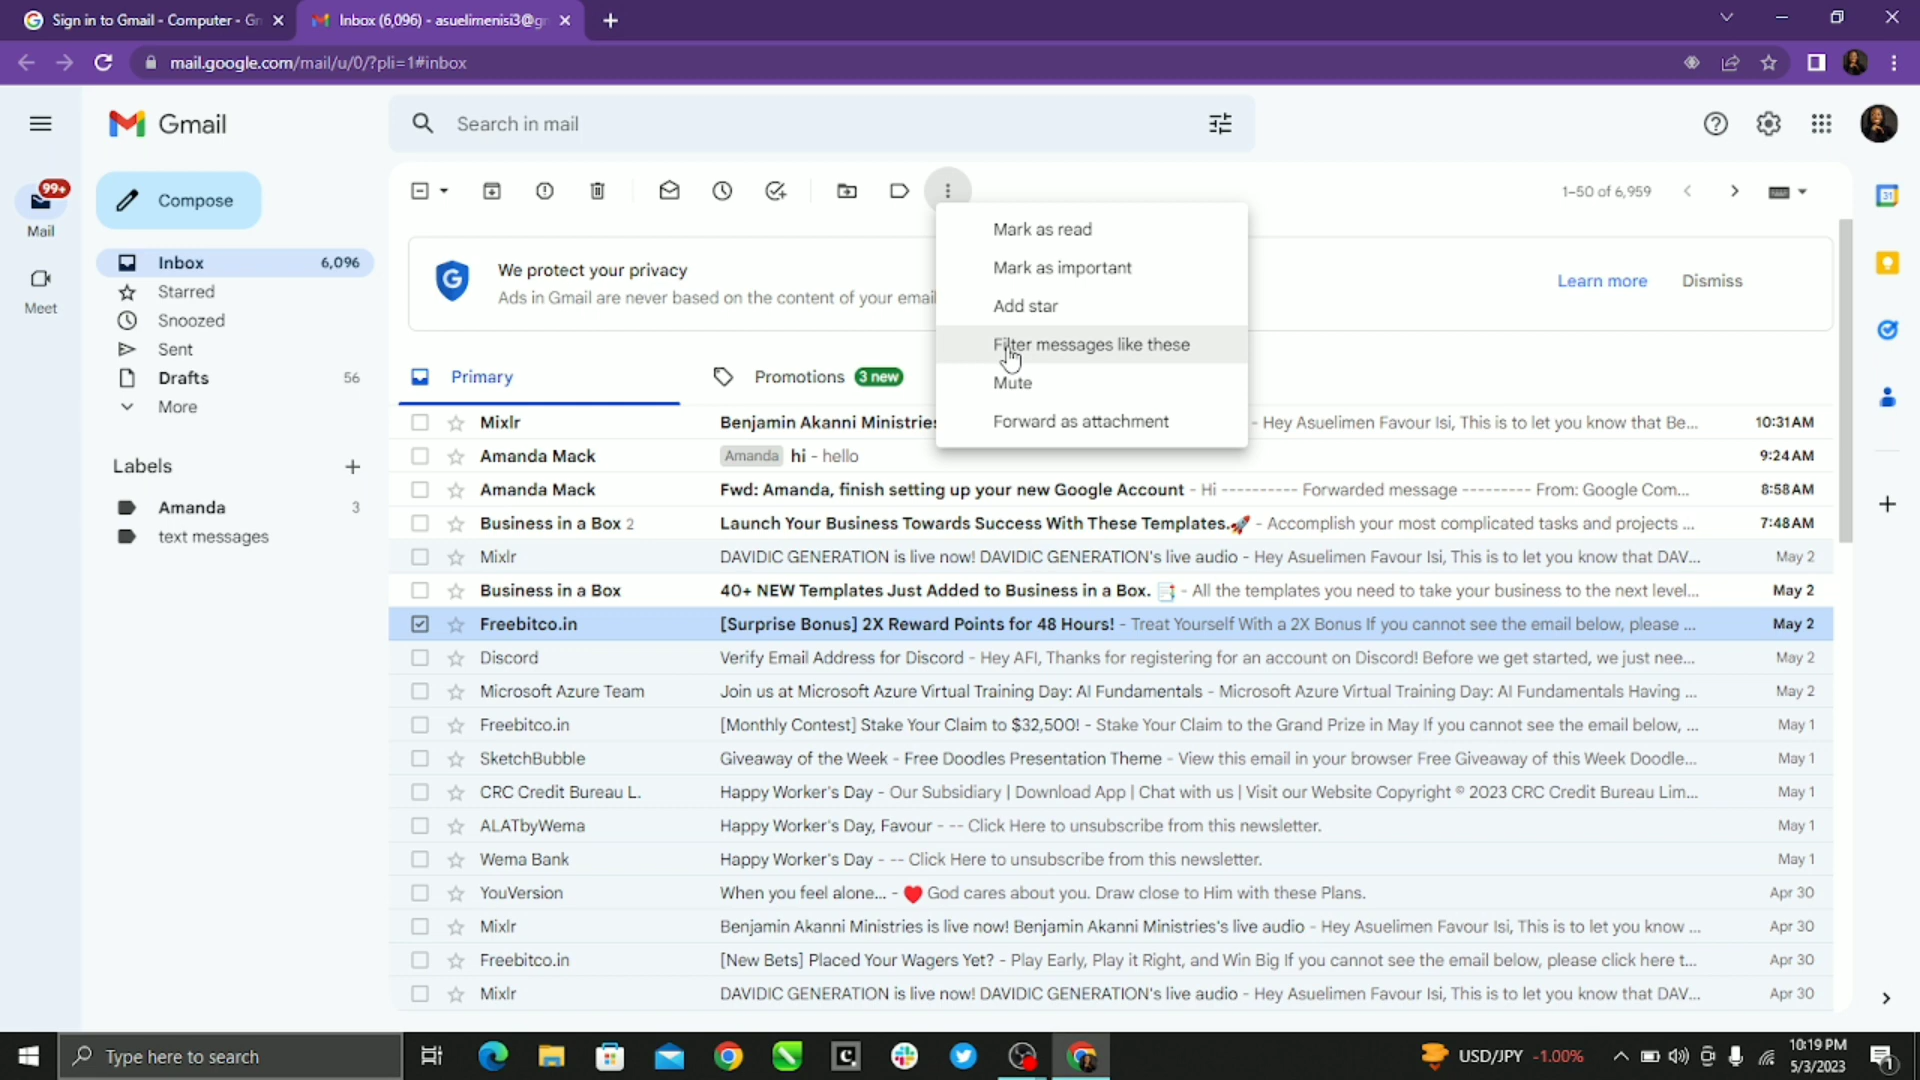 Sign in to Gmail - Computer - Gm
Inbox (6,096) - asuelimenisi3@gm
mail.google.com/mail/u/0/?pli=1#inbox
Gmail
Search in mail
99+
Mail
Meet
Compose
Inbox 6,096
Starred
Snoozed
Sent
Drafts 56
More
Labels
Amanda 3
text messages
1–50 of 6,959
We protect your privacy
Ads in Gmail are never based on the content of your email
Learn more Dismiss
Mark as read
Mark as important
Add star
Filter messages like these
Mute
Forward as attachment
Primary
Promotions 3 new
Mixlr Benjamin Akanni Ministries - Hey Asuelimen Favour Isi, This is to let you know that Be... 10:31 AM
Amanda Mack Amanda hi - hello 9:24 AM
Amanda Mack Fwd: Amanda, finish setting up your new Google Account - Hi ---------- Forwarded message --------- From: Google Com... 8:58 AM
Business in a Box 2 Launch Your Business Towards Success With These Templates.🚀 - Accomplish your most complicated tasks and projects ... 7:48 AM
Mixlr DAVIDIC GENERATION is live now! DAVIDIC GENERATION's live audio - Hey Asuelimen Favour Isi, This is to let you know that DAV... May 2
Business in a Box 40+ NEW Templates Just Added to Business in a Box. 📑 - All the templates you need to take your business to the next level... May 2
Freebitco.in [Surprise Bonus] 2X Reward Points for 48 Hours! - Treat Yourself With a 2X Bonus If you cannot see the email below, please ... May 2
Discord Verify Email Address for Discord - Hey AFI, Thanks for registering for an account on Discord! Before we get started, we just nee... May 2
Microsoft Azure Team Join us at Microsoft Azure Virtual Training Day: AI Fundamentals - Microsoft Azure Virtual Training Day: AI Fundamentals Having ... May 2
Freebitco.in [Monthly Contest] Stake Your Claim to $32,500! - Stake Your Claim to the Grand Prize in May If you cannot see the email below, ... May 1
SketchBubble Giveaway of the Week - Free Doodles Presentation Theme - View this email in your browser Free Giveaway of this Week Doodle... May 1
CRC Credit Bureau L. Happy Worker's Day - Our Subsidiary | Download App | Chat with us | Visit our Website Copyright © 2023 CRC Credit Bureau Lim... May 1
ALATbyWema Happy Worker's Day, Favour - -- Click Here to unsubscribe from this newsletter. May 1
Wema Bank Happy Worker's Day - -- Click Here to unsubscribe from this newsletter. May 1
YouVersion When you feel alone... - ❤️ God cares about you. Draw close to Him with these Plans. Apr 30
Mixlr Benjamin Akanni Ministries is live now! Benjamin Akanni Ministries's live audio - Hey Asuelimen Favour Isi, This is to let you know ... Apr 30
Freebitco.in [New Bets] Placed Your Wagers Yet? - Play Early, Play it Right, and Win Big If you cannot see the email below, please click here t... Apr 30
Mixlr DAVIDIC GENERATION is live now! DAVIDIC GENERATION's live audio - Hey Asuelimen Favour Isi, This is to let you know that DAV... Apr 30
Type here to search
USD/JPY -1.00%
10:19 PM
5/3/2023
1